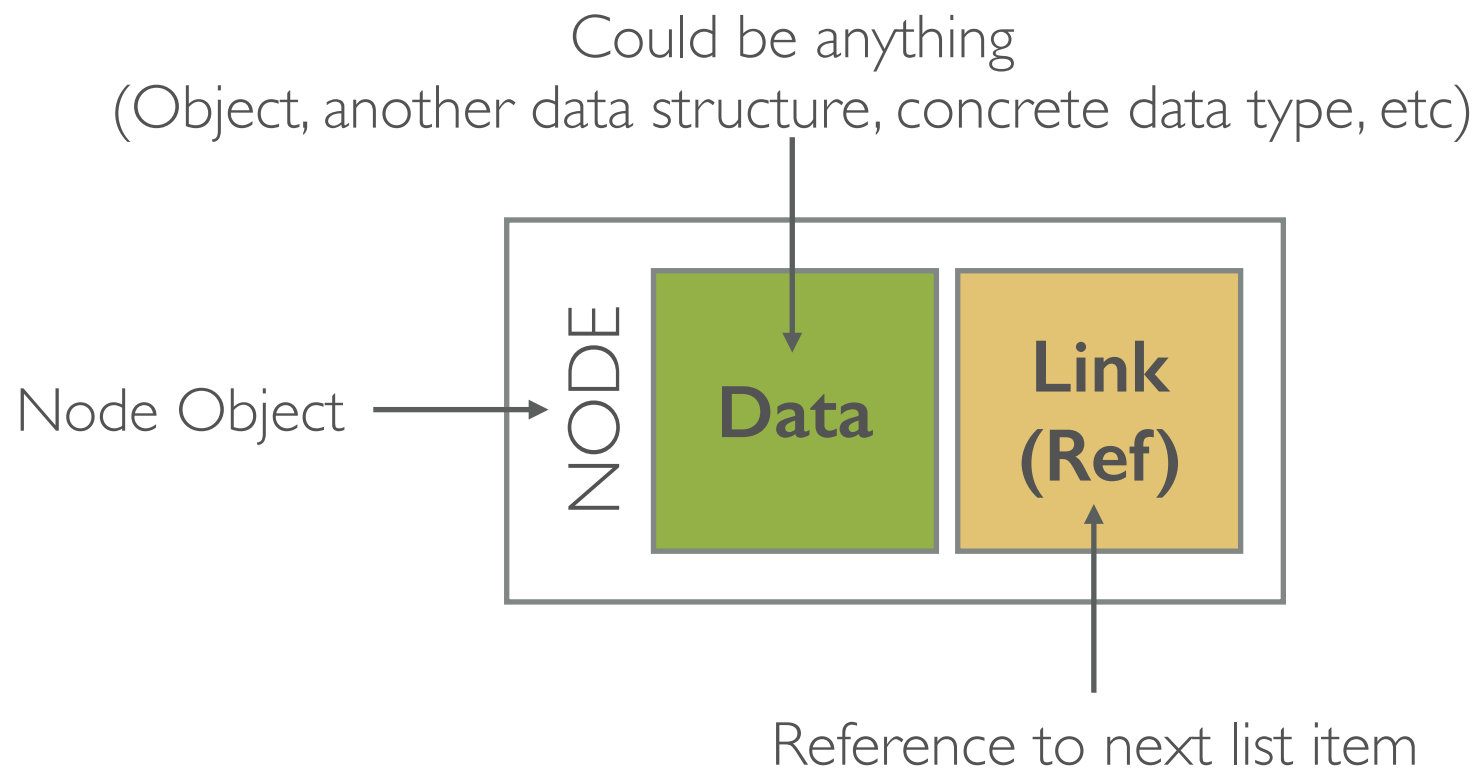 Could be anything
(Object, another data structure, concrete data type, etc)
Node Object
NODE
Data
Link
(Ref)
Reference to next list item